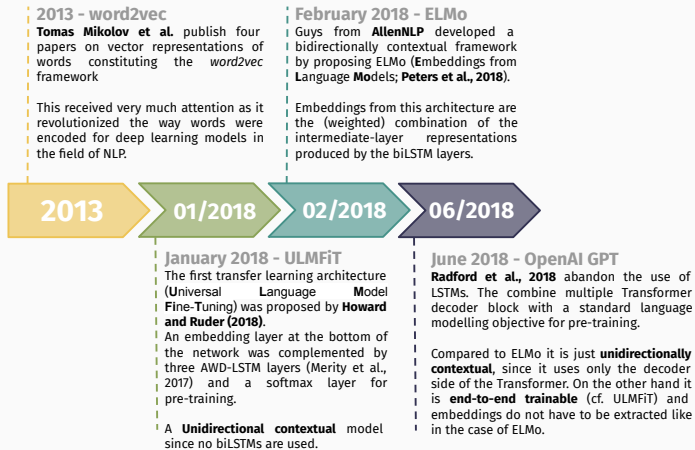 2013 - word2vec
Tomas Mikolov et al. publish four
papers on vector representations of
words constituting the word2vec
framework
This received very much attention as it
revolutionized the way words were
encoded for deep learning models in
the field of NLP.
February 2018 - ELMo
Guys from AllenNLP developed a
bidirectionally contextual framework
by proposing ELMo (Embeddings from
Language Models; Peters et al., 2018).
Embeddings from this architecture are
the (weighted) combination of the
intermediate-layer representations
produced by the biLSTM layers.
2013
01/2018
02/2018
06/2018
January 2018 - ULMFiT
The first transfer learning architecture
(Universal Language Model
Fine-Tuning) was proposed by Howard
and Ruder (2018).
An embedding layer at the bottom of
the network was complemented by
three AWD-LSTM layers (Merity et al.,
2017) and a softmax layer for
pre-training.
A Unidirectional contextual model
since no biLSTMs are used.
June 2018 - OpenAI GPT
Radford et al., 2018 abandon the use of
LSTMs. The combine multiple Transformer
decoder block with a standard language
modelling objective for pre-training.
Compared to ELMo it is just unidirectionally
contextual, since it uses only the decoder
side of the Transformer. On the other hand it
is end-to-end trainable (cf. ULMFiT) and
embeddings do not have to be extracted like
in the case of ELMo.